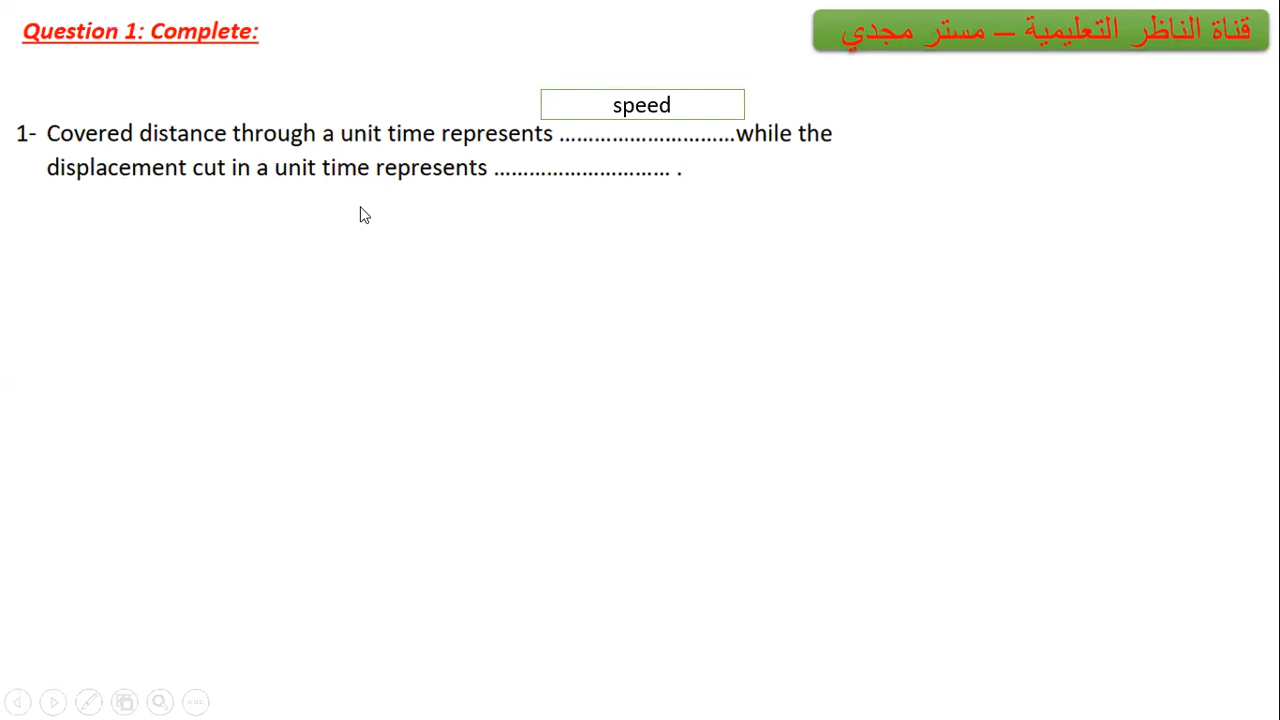 Question 1: Complete:
قناة الناظر التعليمية – مستر مجدي
speed
1- Covered distance through a unit time represents ..............................while the
displacement cut in a unit time represents .............................. .